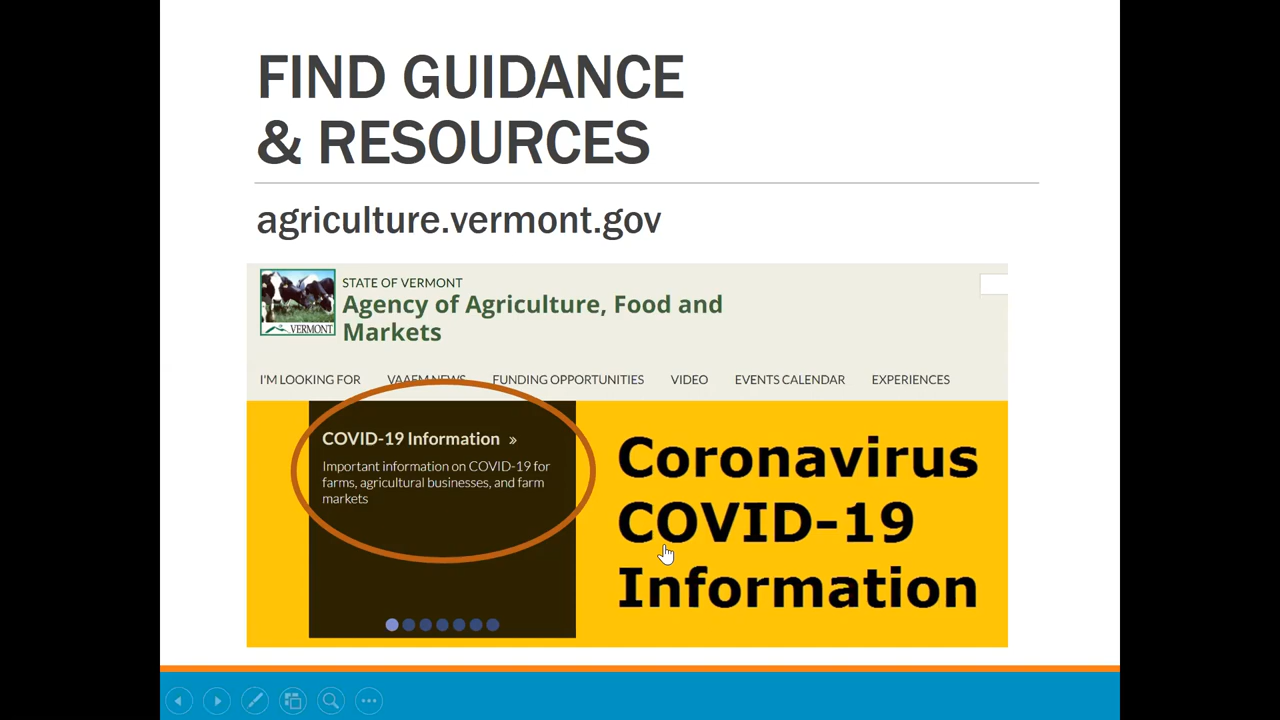 FIND GUIDANCE
& RESOURCES
agriculture.vermont.gov
STATE OF VERMONT
Agency of Agriculture, Food and
Markets
VERMONT
I'M LOOKING FOR VAAFM NEWS FUNDING OPPORTUNITIES VIDEO EVENTS CALENDAR EXPERIENCES
COVID-19 Information »
Important information on COVID-19 for
farms, agricultural businesses, and farm
markets
Coronavirus
COVID-19
Information